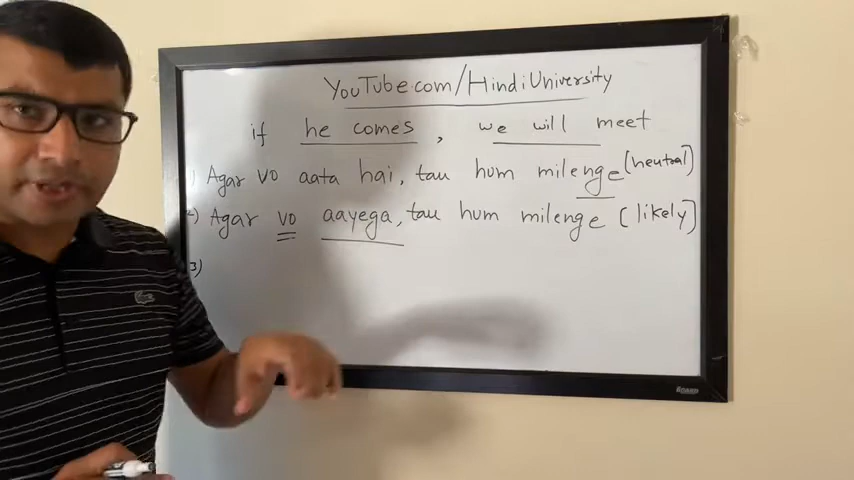 YouTube.com/HindiUniversity
if he comes, we will meet
1) Agar vo aata hai, tau hum milenge (neutral)
2) Agar vo aayega, tau hum milenge [likely]
3)